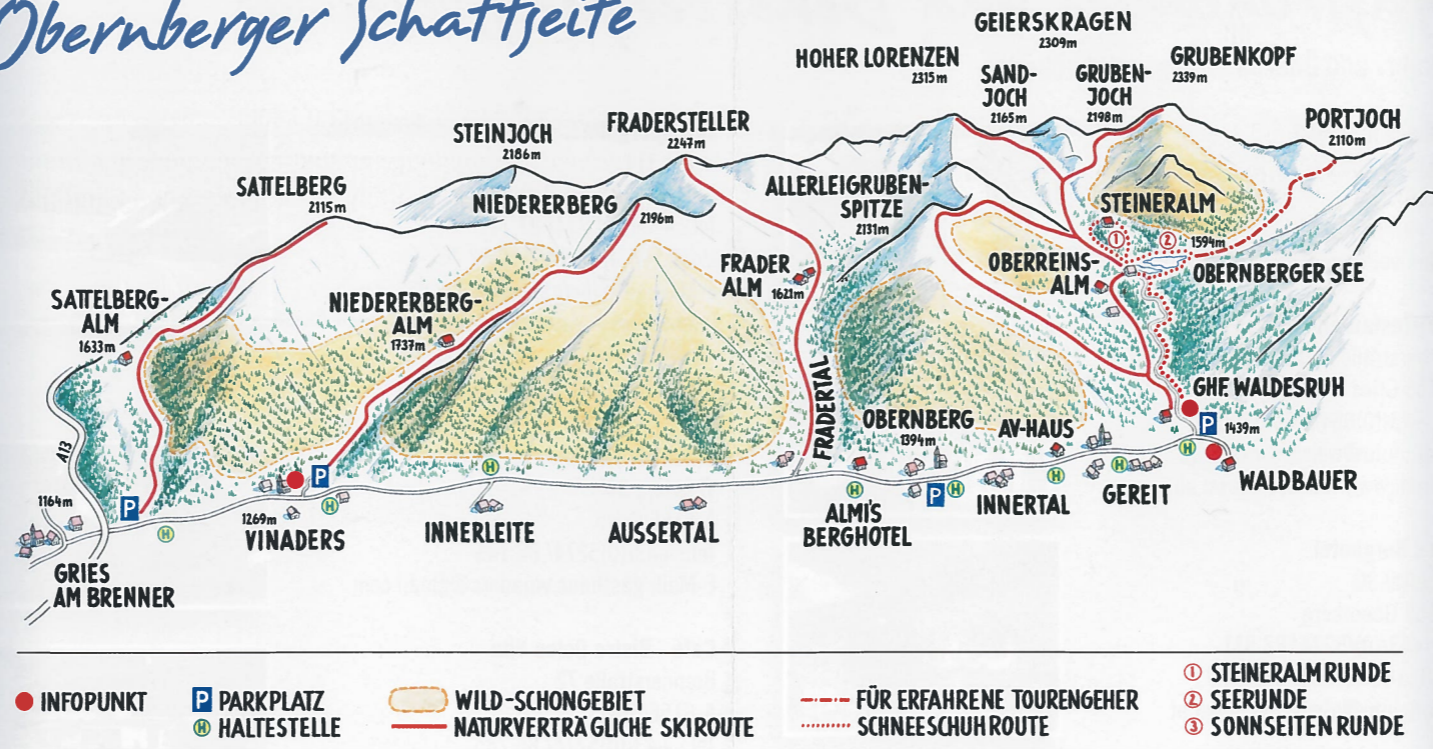 Obernberger Schattseite
GEIERSKRAGEN
2309m
HOHER LORENZEN
2315m
SAND-
JOCH
2165m
GRUBEN-
JOCH
2198m
GRUBENKOPF
2339m
PORTJOCH
2110m
FRADERSTELLER
2247m
STEINJOCH
2186m
SATTELBERG
2115m
NIEDERERBERG
2196m
ALLERLEIGRUBEN-
SPITZE
2131m
STEINERALM
1
2
1594m
OBERNBERGER SEE
OBERREINS-
ALM
FRADER
ALM
1621m
SATTELBERG-
ALM
1633m
NIEDERERBERG-
ALM
1737m
FRADERTAL
GHF. WALDESRUH
P
1439m
H
WALDBAUER
OBERNBERG
1394m
AV-HAUS
A13
1164m
P
H
1269m
P
H
VINADERS
H
INNERLEITE
AUSSERTAL
H
ALMI'S
BERGHOTEL
P
H
INNERTAL
H
H
GEREIT
GRIES
AM BRENNER
INFOPUNKT
P PARKPLATZ
H HALTESTELLE
WILD-SCHONGEBIET
NATURVERTRÄGLICHE SKIROUTE
FÜR ERFAHRENE TOURENGEHER
SCHNEESCHUHROUTE
1 STEINERALM RUNDE
2 SEERUNDE
3 SONNSEITEN RUNDE